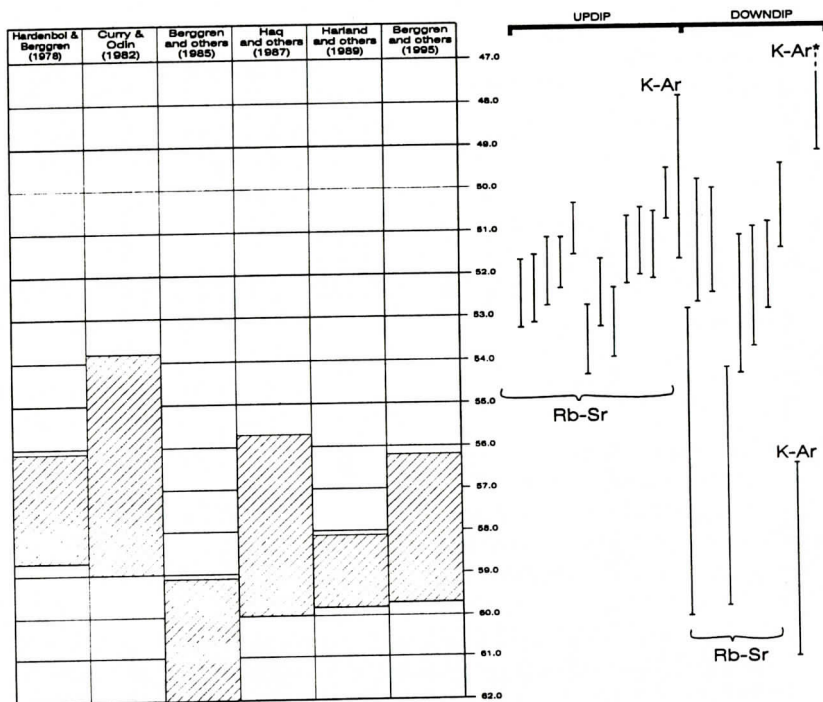 Hardenbol &
Berggren
(1978)
Curry &
Odin
(1982)
Berggren
and others
(1985)
Haq
and others
(1987)
Harland
and others
(1989)
Berggren
and others
(1995)
UPDIP
DOWNDIP
47.0
48.0
49.0
50.0
51.0
52.0
53.0
54.0
55.0
56.0
57.0
58.0
59.0
60.0
61.0
62.0
K-Ar
K-Ar*
Rb-Sr
K-Ar
Rb-Sr